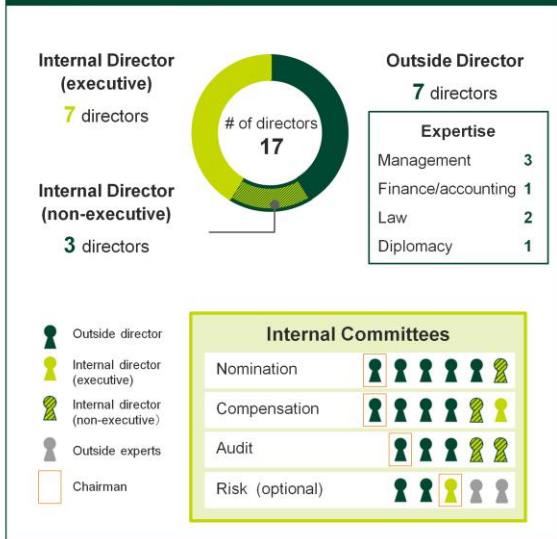 Internal Director
(executive)
7 directors
# of directors
17
Internal Director
(non-executive)
3 directors
Outside Director
7 directors
Expertise
Management 3
Finance/accounting 1
Law 2
Diplomacy 1
Outside director
Internal director
(executive)
Internal director
(non-executive)
Outside experts
Chairman
Internal Committees
Nomination
Compensation
Audit
Risk (optional)